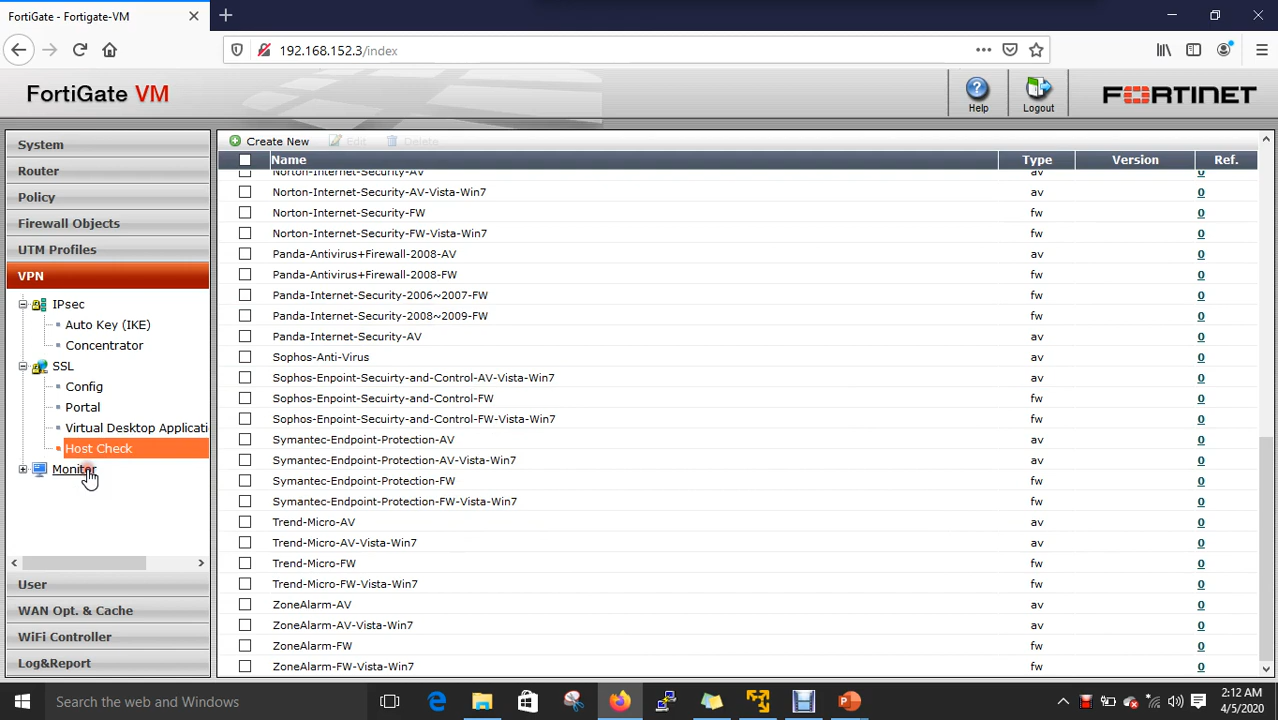 FortiGate - Fortigate-VM
192.168.152.3/index
FortiGate VM
Help
Logout
FORTINET
System
Router
Policy
Firewall Objects
UTM Profiles
VPN
IPsec
Auto Key (IKE)
Concentrator
SSL
Config
Portal
Virtual Desktop Applicati
Host Check
Monitor
User
WAN Opt. & Cache
WiFi Controller
Log&Report
Create New Edit Delete
Name Type Version Ref.
Norton-Internet-Security-AV av 0
Norton-Internet-Security-AV-Vista-Win7 av 0
Norton-Internet-Security-FW fw 0
Norton-Internet-Security-FW-Vista-Win7 fw 0
Panda-Antivirus+Firewall-2008-AV av 0
Panda-Antivirus+Firewall-2008-FW fw 0
Panda-Internet-Security-2006~2007-FW fw 0
Panda-Internet-Security-2008~2009-FW fw 0
Panda-Internet-Security-AV av 0
Sophos-Anti-Virus av 0
Sophos-Enpoint-Secuirty-and-Control-AV-Vista-Win7 av 0
Sophos-Enpoint-Secuirty-and-Control-FW fw 0
Sophos-Enpoint-Secuirty-and-Control-FW-Vista-Win7 fw 0
Symantec-Endpoint-Protection-AV av 0
Symantec-Endpoint-Protection-AV-Vista-Win7 av 0
Symantec-Endpoint-Protection-FW fw 0
Symantec-Endpoint-Protection-FW-Vista-Win7 fw 0
Trend-Micro-AV av 0
Trend-Micro-AV-Vista-Win7 av 0
Trend-Micro-FW fw 0
Trend-Micro-FW-Vista-Win7 fw 0
ZoneAlarm-AV av 0
ZoneAlarm-AV-Vista-Win7 av 0
ZoneAlarm-FW fw 0
ZoneAlarm-FW-Vista-Win7 fw 0
Search the web and Windows
2:12 AM
4/5/2020